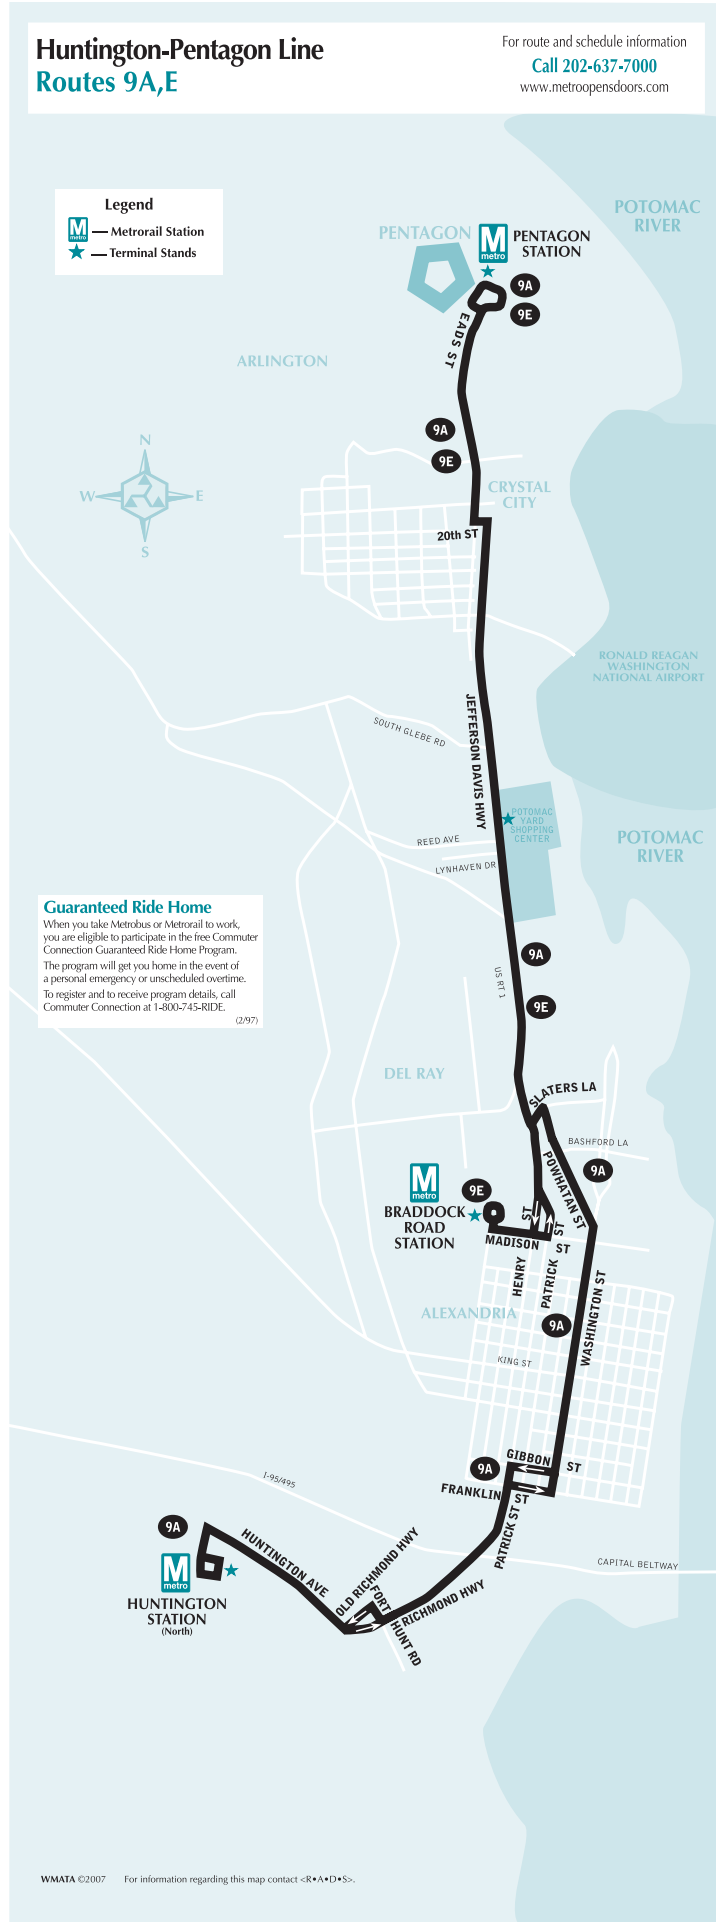 Huntington-Pentagon Line
Routes 9A,E
For route and schedule information
Call 202-637-7000
www.metroopensdoors.com
Legend
M
metro
Metrorail Station
Terminal Stands
POTOMAC
RIVER
PENTAGON
M
metro
PENTAGON
STATION
9A
9E
EADS ST
ARLINGTON
9A
9E
N
W
E
S
CRYSTAL
CITY
20th ST
RONALD REAGAN
WASHINGTON
NATIONAL AIRPORT
JEFFERSON DAVIS HWY
SOUTH GLEBE RD
POTOMAC
YARD
SHOPPING
CENTER
REED AVE
LYNHAVEN DR
POTOMAC
RIVER
Guaranteed Ride Home
When you take Metrobus or Metrorail to work,
you are eligible to participate in the free Commuter
Connection Guaranteed Ride Home Program.
The program will get you home in the event of
a personal emergency or unscheduled overtime.
To register and to receive program details, call
Commuter Connection at 1-800-745-RIDE.
(2/97)
9A
US RT 1
9E
DEL RAY
SLATERS LA
BASHFORD LA
POWHATAN ST
9A
M
metro
9E
BRADDOCK
ROAD
STATION
MADISON ST
HENRY ST
PATRICK ST
ALEXANDRIA
9A
WASHINGTON ST
KING ST
9A
GIBBON ST
FRANKLIN ST
PATRICK ST
I-95/495
CAPITAL BELTWAY
9A
M
metro
HUNTINGTON
STATION
(North)
HUNTINGTON AVE
OLD RICHMOND HWY
FORT HUNT RD
RICHMOND HWY
WMATA ©2007 For information regarding this map contact <R•A•D•S>.